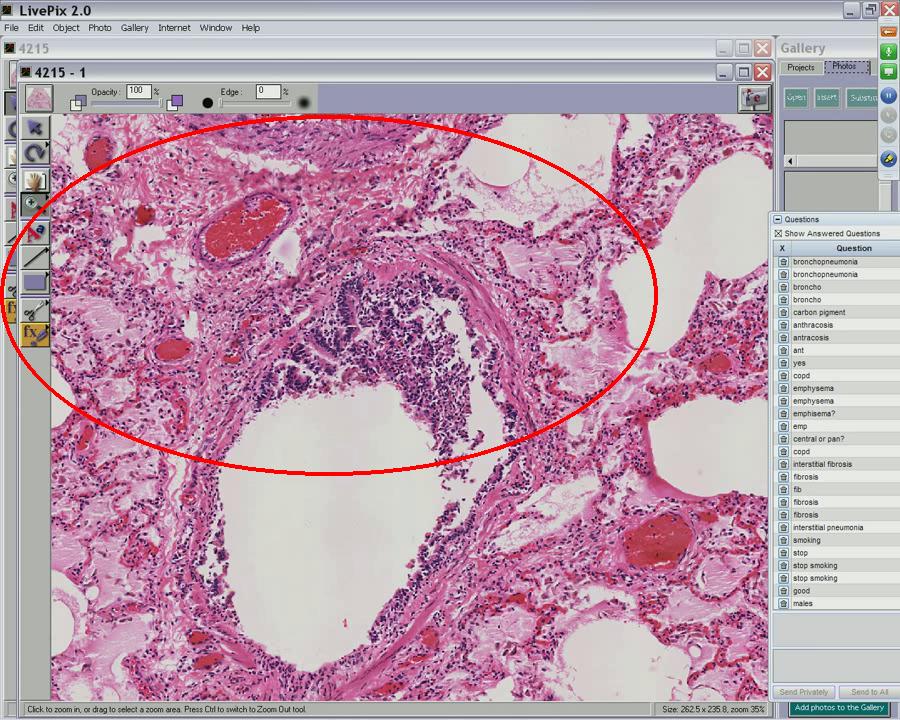 LivePix 2.0
File Edit Object Photo Gallery Internet Window Help
4215
Gallery
4215 - 1
Projects Photos
Opacity: 100 % Edge: 0 %
Open Insert
Questions
Show Answered Questions
X Question
bronchopneumonia
bronchopneumonia
broncho
broncho
carbon pigment
anthracosis
antracosis
ant
yes
copd
emphysema
emphysema
emphisema?
emp
central or pan?
copd
interstitial fibrosis
fibrosis
fib
fibrosis
fibrosis
interstitial pneumonia
smoking
stop
stop smoking
stop smoking
good
males
Send Privately Send to All
Click to zoom in, or drag to select a zoom area. Press Ctrl to switch to Zoom Out tool.
Size: 262.5 x 235.8, zoom 35%
Add photos to the Gallery